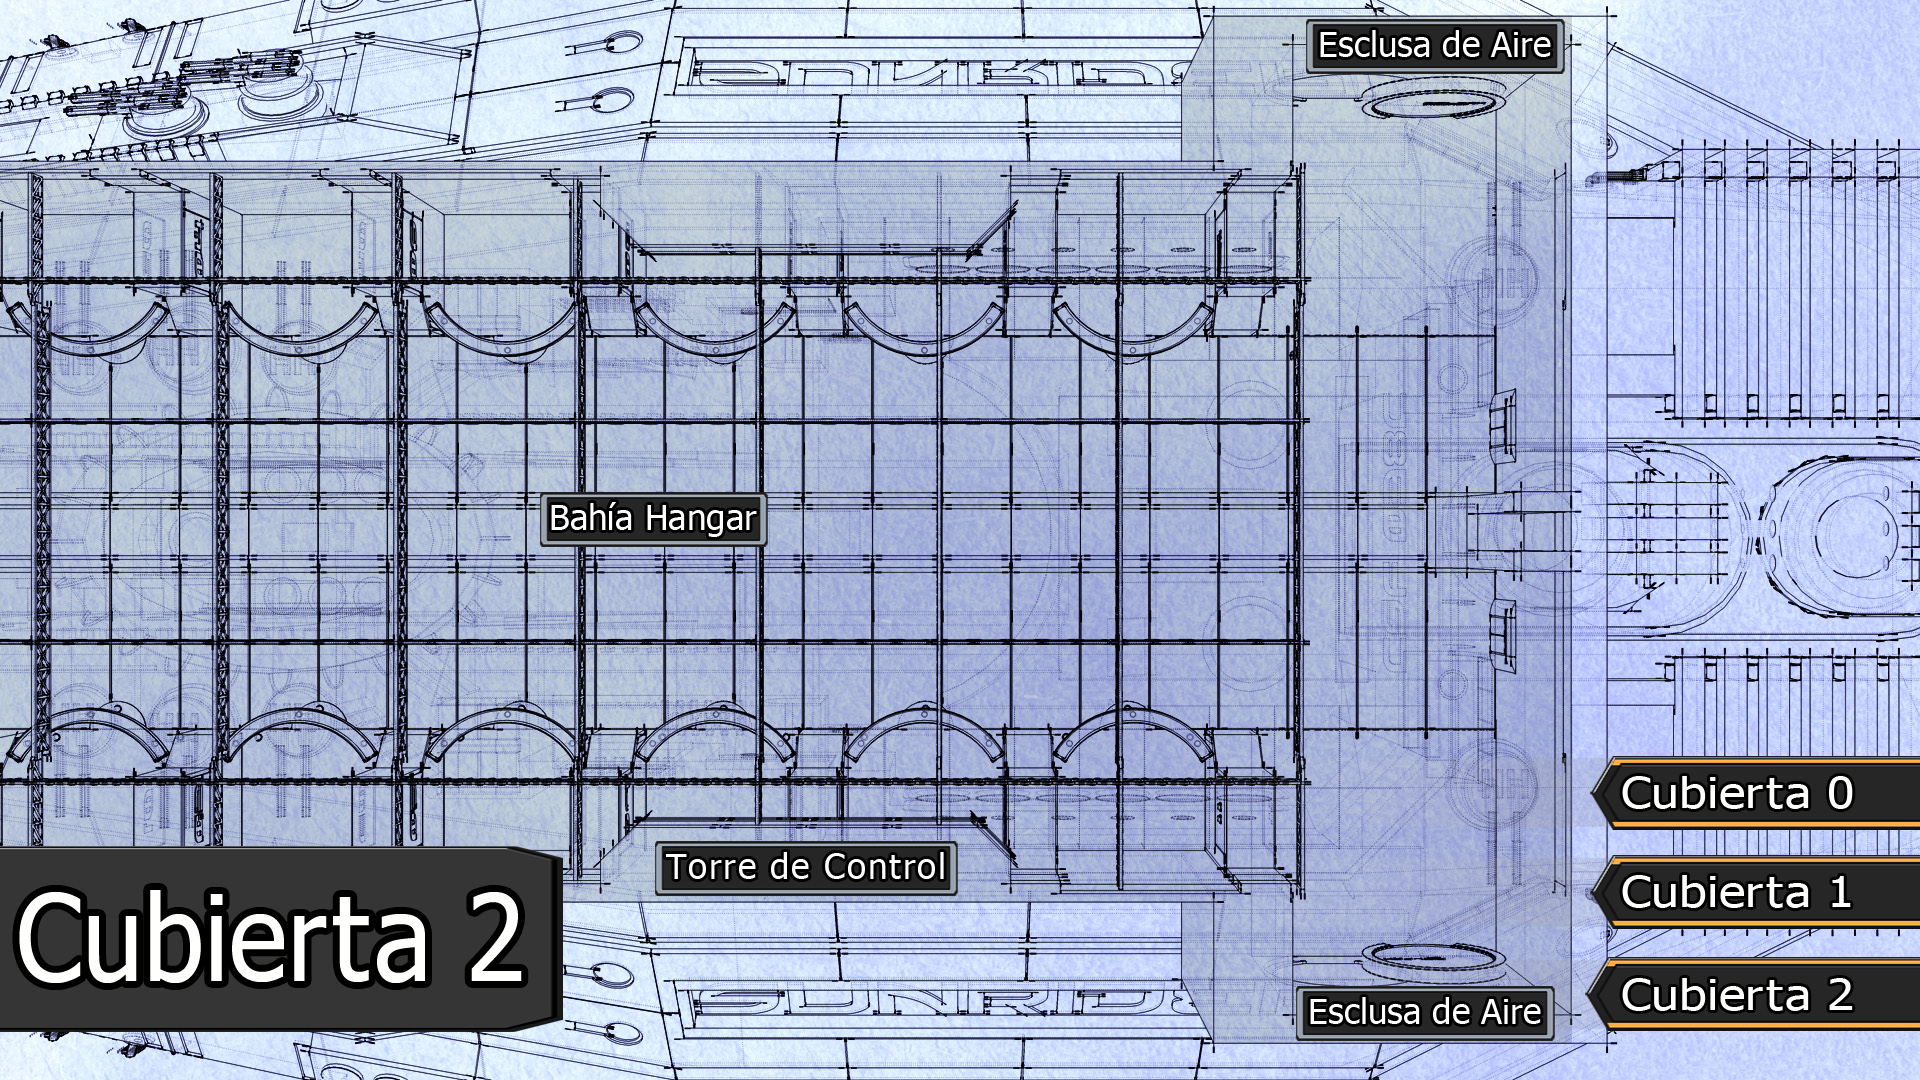 Esclusa de Aire
Bahía Hangar
Torre de Control
Cubierta 2
Esclusa de Aire
Cubierta 0
Cubierta 1
Cubierta 2